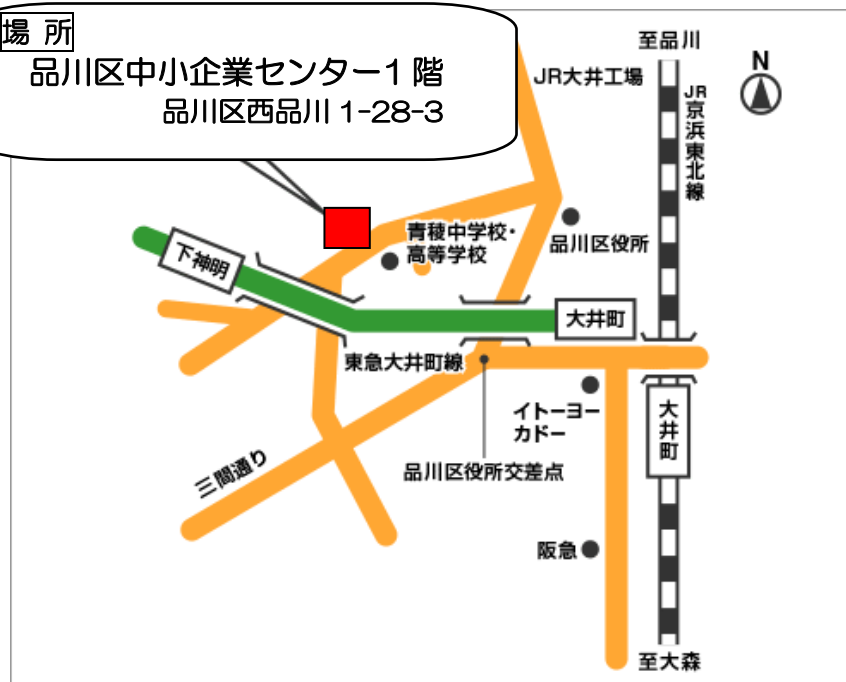 場 所
品川区中小企業センター1階
品川区西品川 1-28-3
至品川
JR大井工場
N
JR京浜東北線
青稜中学校・
高等学校
品川区役所
下神明
大井町
東急大井町線
イトーヨー
カドー
大井町
三間通り
品川区役所交差点
阪急
至大森